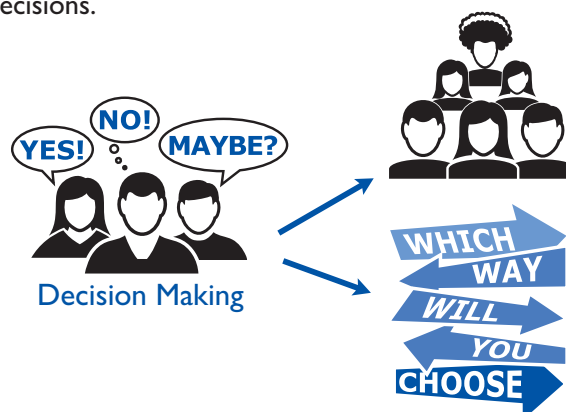 ecisions.
NO!
YES!
MAYBE?
Decision Making
WHICH
WAY
WILL
YOU
CHOOSE